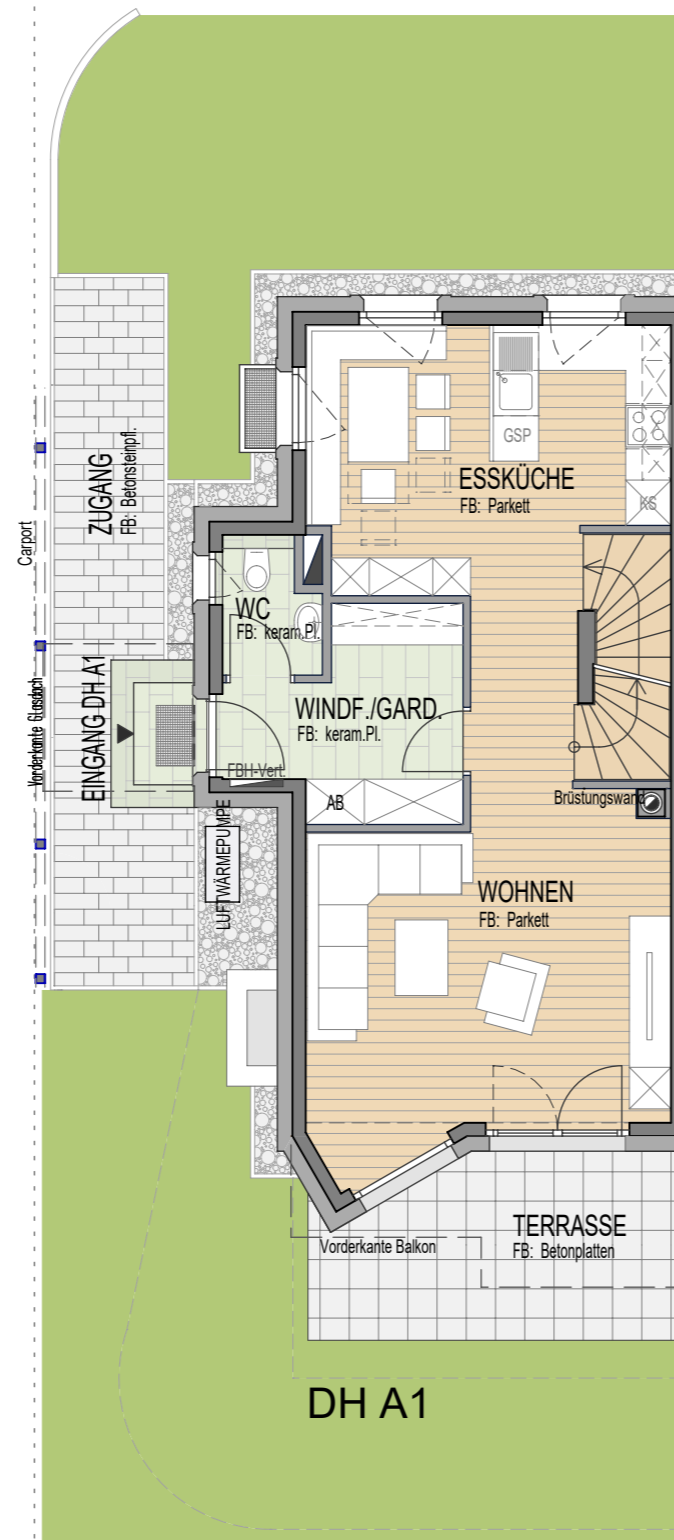 ZUGANG
FB: Betonsteinpfl.
Carport
ESSKÜCHE
FB: Parkett
GSP
KS
WC
FB: keram.Pl.
WINDF./GARD.
FB: keram.Pl.
EINGANG DH A1
Vorderkante Glasdach
FBH-Vert.
AB
Brüstungswand
LUFTWÄRMEPUMPE
WOHNEN
FB: Parkett
TERRASSE
FB: Betonplatten
Vorderkante Balkon
DH A1